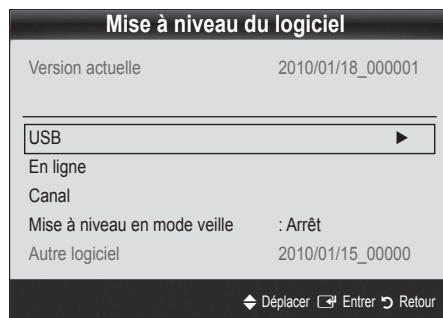 Mise à niveau du logiciel
Version actuelle 2010/01/18_000001
USB ►
En ligne
Canal
Mise à niveau en mode veille : Arrêt
Autre logiciel 2010/01/15_00000
Déplacer Entrer Retour